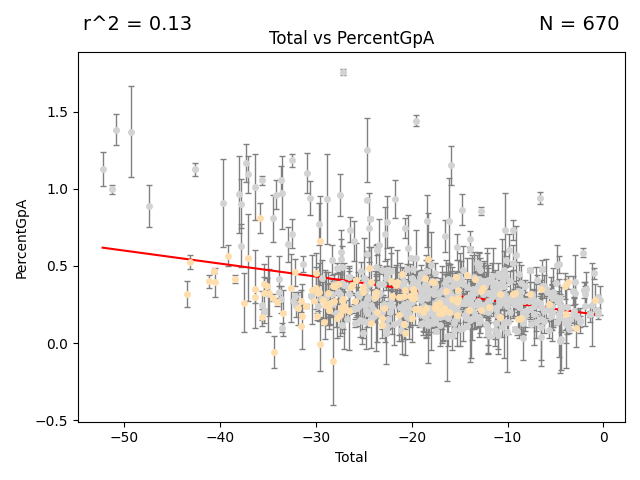 r^2 = 0.13
N = 670
Total vs PercentGpA
PercentGpA
1.5
1.0
0.5
0.0
−0.5
−50
−40
−30
−20
−10
0
Total